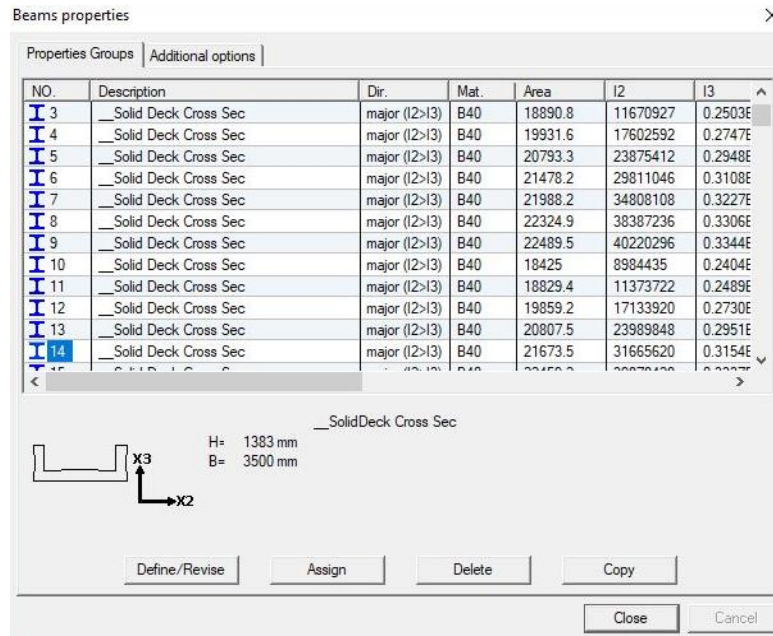 Beams properties
Properties Groups Additional options
NO. Description Dir. Mat. Area I2 I3
3 __Solid Deck Cross Sec major (I2>I3) B40 18890.8 11670927 0.2503E
4 __Solid Deck Cross Sec major (I2>I3) B40 19931.6 17602592 0.2747E
5 __Solid Deck Cross Sec major (I2>I3) B40 20793.3 23875412 0.2948E
6 __Solid Deck Cross Sec major (I2>I3) B40 21478.2 29811046 0.3108E
7 __Solid Deck Cross Sec major (I2>I3) B40 21988.2 34808108 0.3227E
8 __Solid Deck Cross Sec major (I2>I3) B40 22324.9 38387236 0.3306E
9 __Solid Deck Cross Sec major (I2>I3) B40 22489.5 40220296 0.3344E
10 __Solid Deck Cross Sec major (I2>I3) B40 18425 8984435 0.2404E
11 __Solid Deck Cross Sec major (I2>I3) B40 18829.4 11373722 0.2489E
12 __Solid Deck Cross Sec major (I2>I3) B40 19859.2 17133920 0.2730E
13 __Solid Deck Cross Sec major (I2>I3) B40 20807.5 23989848 0.2951E
14 __Solid Deck Cross Sec major (I2>I3) B40 21673.5 31665620 0.3154E
__SolidDeck Cross Sec
H= 1383 mm
B= 3500 mm
X3
X2
Define/Revise Assign Delete Copy
Close Cancel